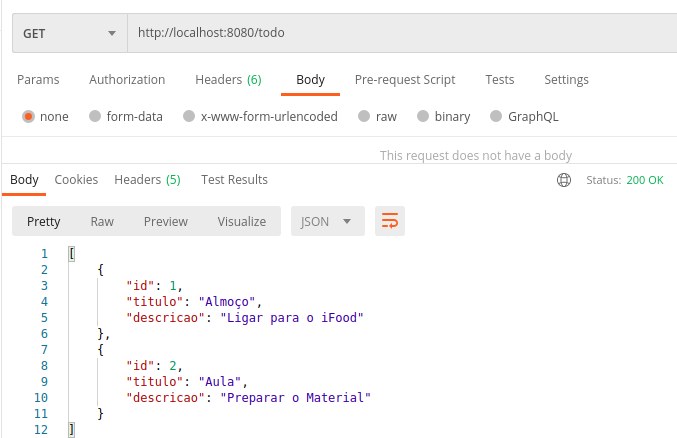 GET http://localhost:8080/todo
Params Authorization Headers (6) Body Pre-request Script Tests Settings
none form-data x-www-form-urlencoded raw binary GraphQL
This request does not have a body
Body Cookies Headers (5) Test Results Status: 200 OK
Pretty Raw Preview Visualize JSON
1 [
2 {
3 "id": 1,
4 "titulo": "Almoço",
5 "descricao": "Ligar para o iFood"
6 },
7 {
8 "id": 2,
9 "titulo": "Aula",
10 "descricao": "Preparar o Material"
11 }
12 ]